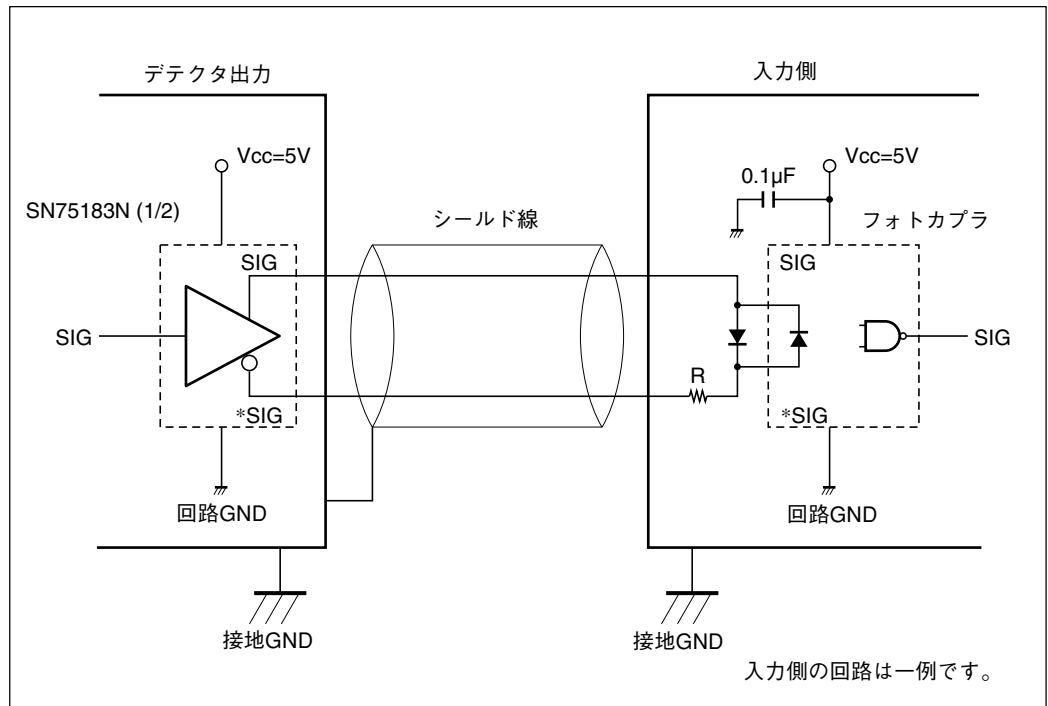 デテクタ出力
入力側
Vcc=5V
Vcc=5V
0.1μF
SN75183N (1/2)
シールド線
フォトカプラ
SIG
SIG
SIG
SIG
R
*SIG
*SIG
回路GND
回路GND
接地GND
接地GND
入力側の回路は一例です。